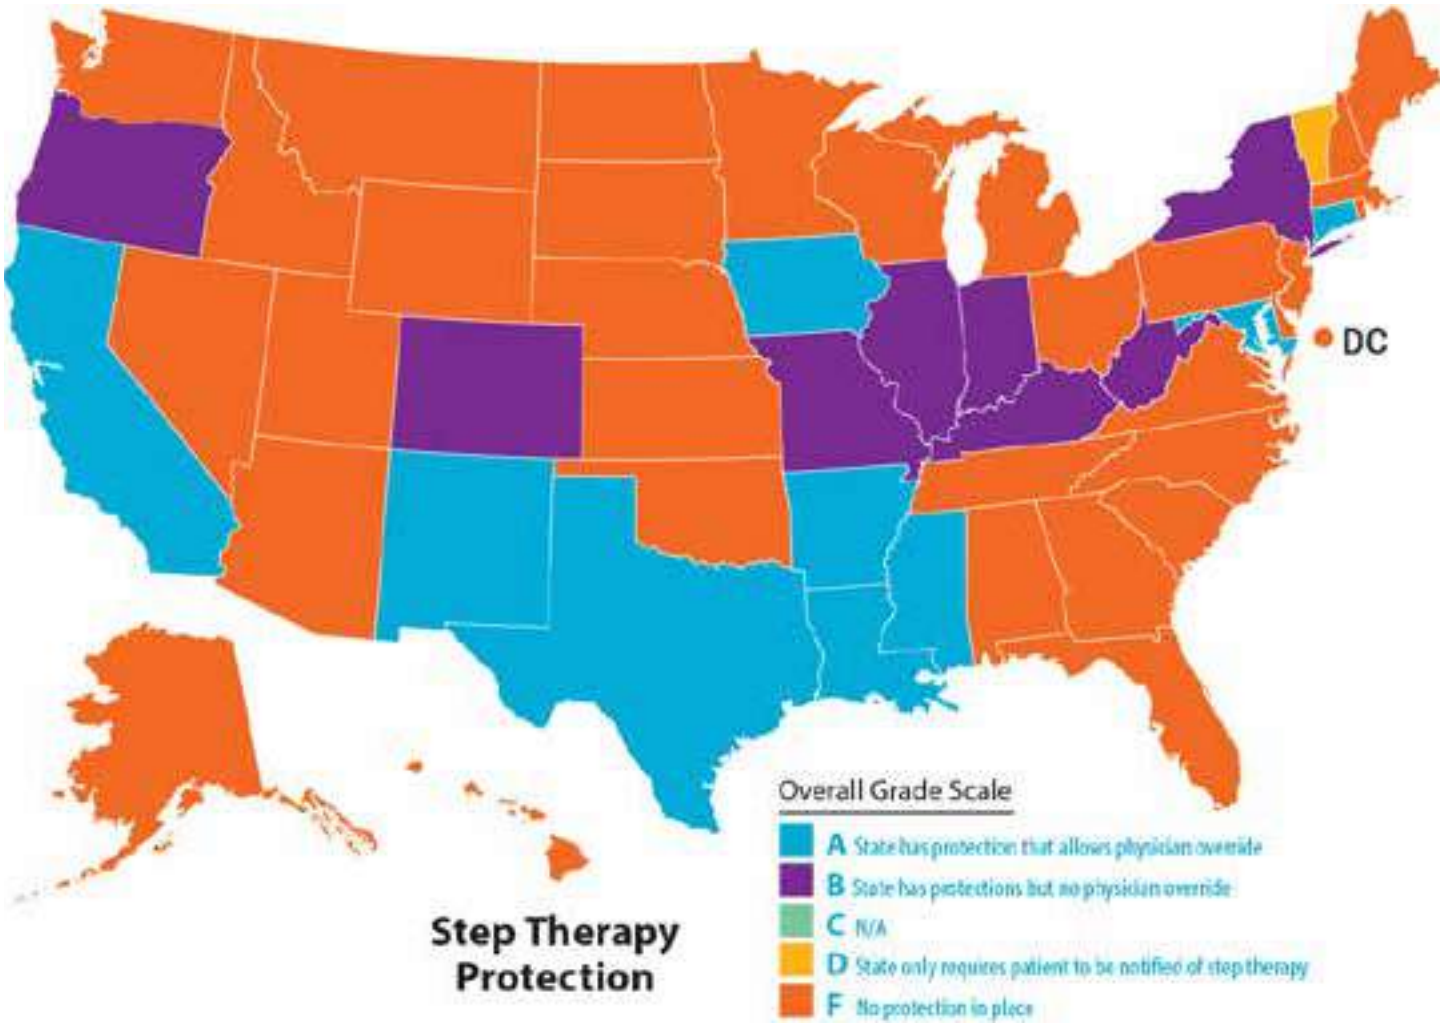 DC
Overall Grade Scale
A State has protection that allows physician override
B State has protections but no physician override
C N/A
D State only requires patient to be notified of step therapy
F No protection in place
Step Therapy
Protection